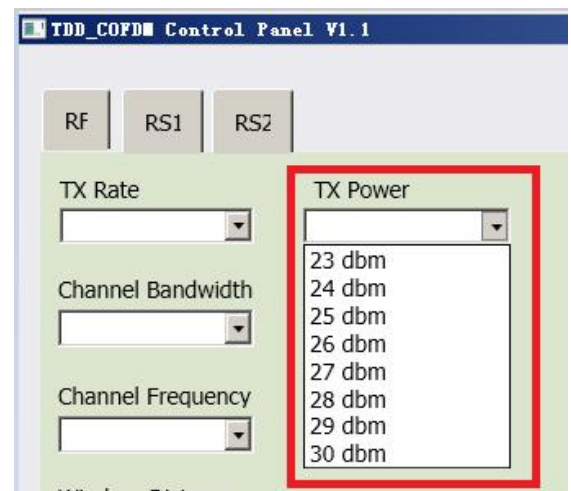 TDD_COFDM Control Panel V1.1
RF RS1 RS2
TX Rate
TX Power
23 dbm
24 dbm
25 dbm
26 dbm
27 dbm
28 dbm
29 dbm
30 dbm
Channel Bandwidth
Channel Frequency